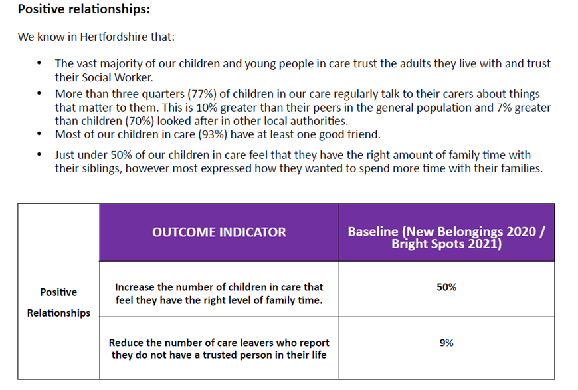 Positive relationships:
We know in Hertfordshire that:
• The vast majority of our children and young people in care trust the adults they live with and trust
their Social Worker.
• More than three quarters (77%) of children in our care regularly talk to their carers about things
that matter to them. This is 10% greater than their peers in the general population and 7% greater
than children (70%) looked after in other local authorities.
• Most of our children in care (93%) have at least one good friend.
• Just under 50% of our children in care feel that they have the right amount of family time with
their siblings, however most expressed how they wanted to spend more time with their families.
OUTCOME INDICATOR
Baseline (New Belongings 2020 /
Bright Spots 2021)
Positive
Relationships
Increase the number of children in care that
feel they have the right level of family time.
50%
Reduce the number of care leavers who report
they do not have a trusted person in their life
9%